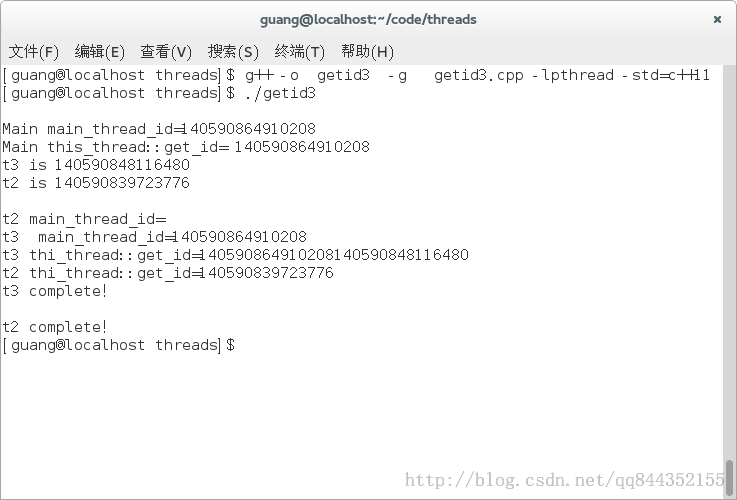 guang@localhost:~/code/threads
文件(F) 编辑(E) 查看(V) 搜索(S) 终端(T) 帮助(H)
[guang@localhost threads]$ g++ -o  getid3  -g   getid3.cpp -lpthread -std=c++11
[guang@localhost threads]$ ./getid3
Main main_thread_id=140590864910208
Main this_thread::get_id= 140590864910208
t3 is 140590848116480
t2 is 140590839723776
t2 main_thread_id=
t3  main_thread_id=140590864910208
t3 thi_thread::get_id=140590864910208140590848116480
t2 thi_thread::get_id=140590839723776
t3 complete!
t2 complete!
[guang@localhost threads]$
http://blog.csdn.net/qq844352155